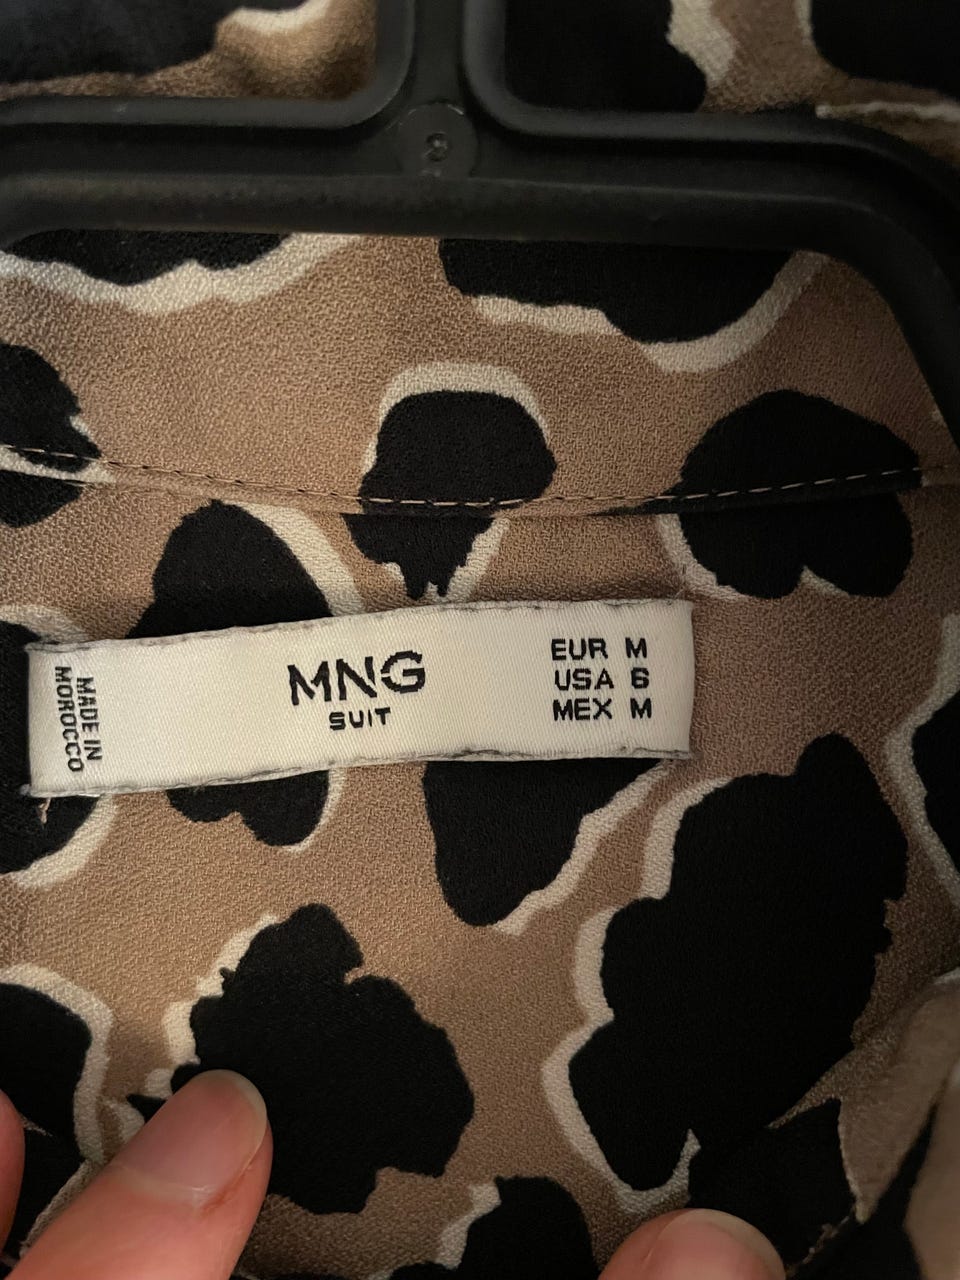 MADE IN
MOROCCO
MNG
SUIT
EUR M
USA 6
MEX M